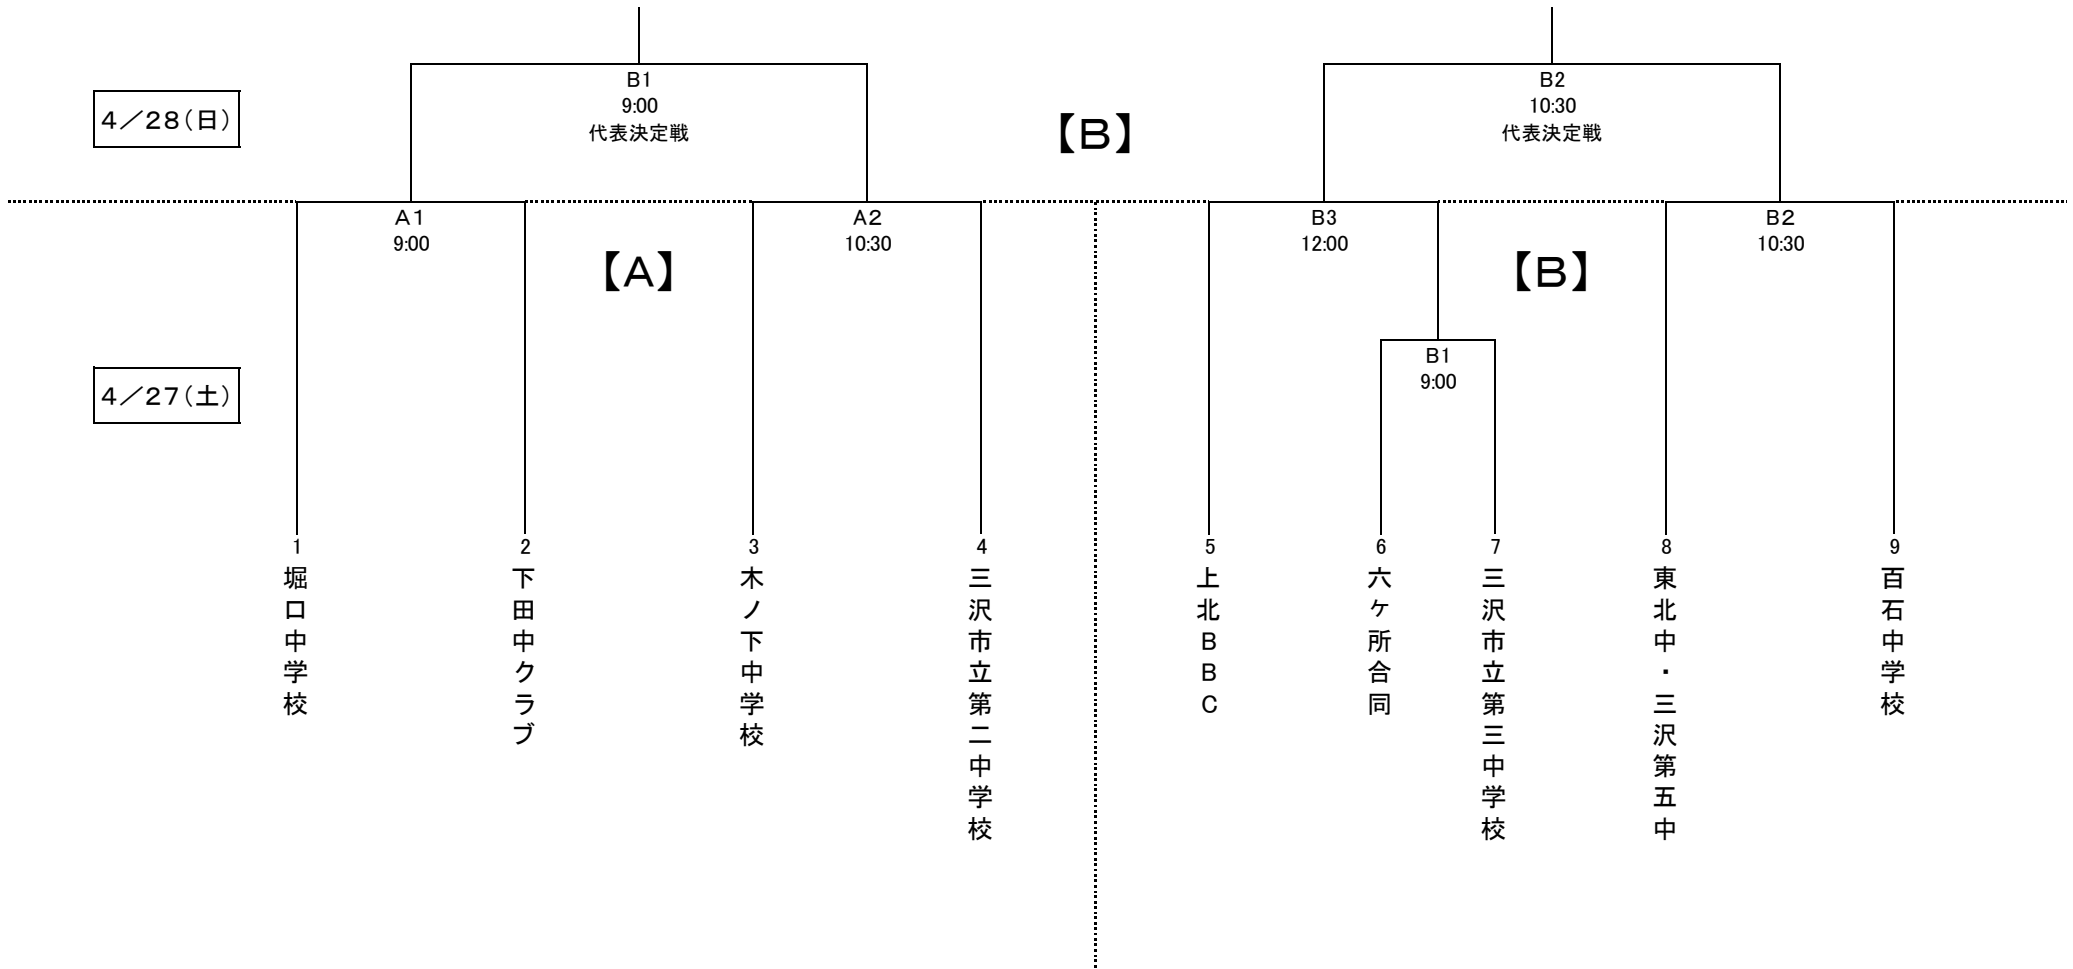 B1
9:00
代表決定戦
B2
10:30
代表決定戦
4／28（日）
【B】
A1
9:00
A2
10:30
B3
12:00
B2
10:30
【A】
【B】
B1
9:00
4／27（土）
1
2
3
4
5
6
7
8
9
堀口中学校
下田中クラブ
木ノ下中学校
三沢市立第二中学校
上北BBC
六ケ所合同
三沢市立第三中学校
東北中・三沢第五中
百石中学校